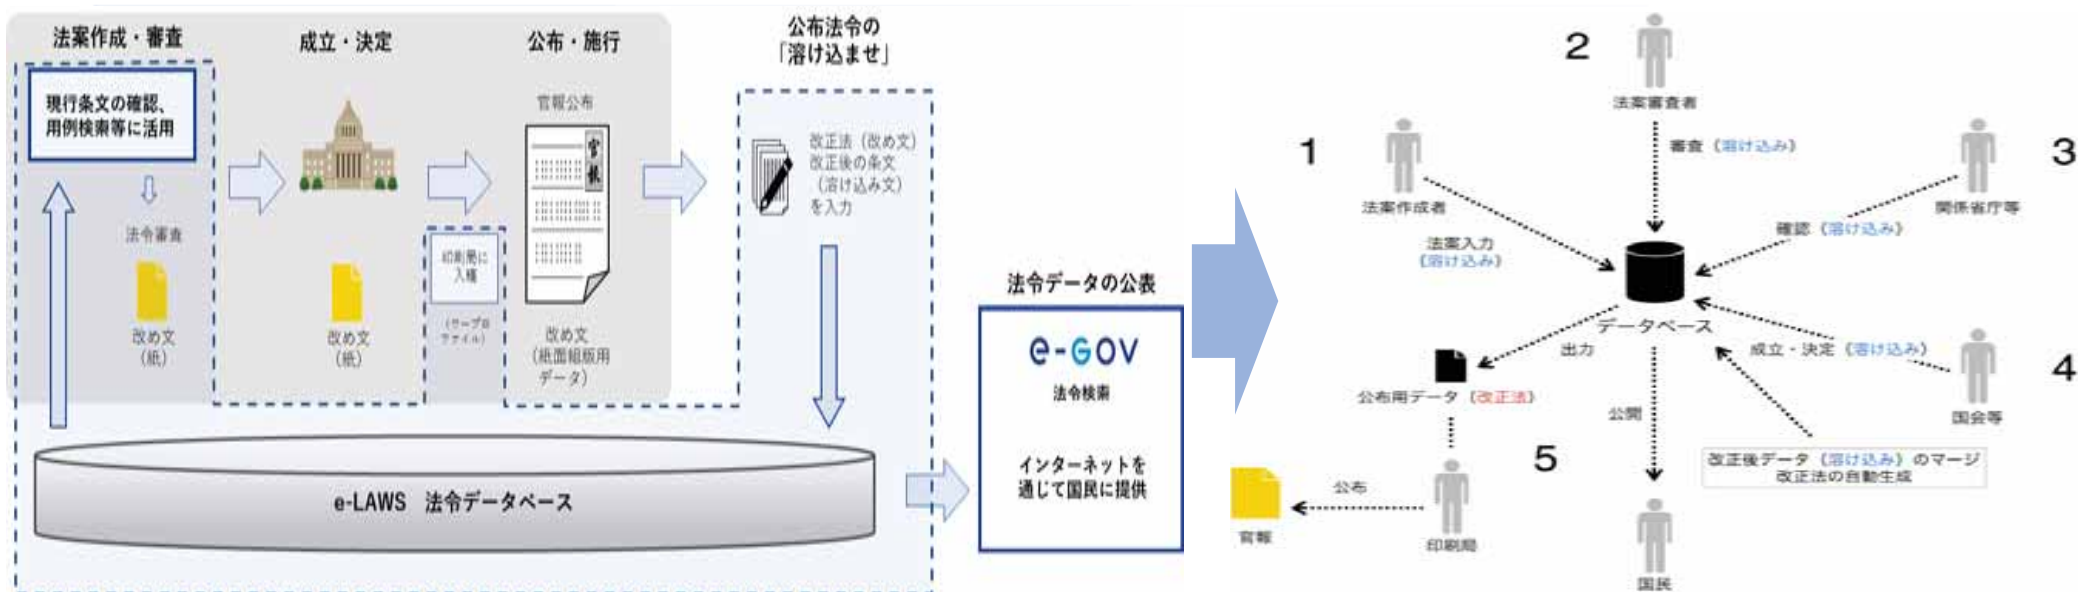 法案作成・審査
現行条文の確認、
用例検索等に活用
法令審査
改め文
(紙)
成立・決定
改め文
(紙)
印刷局に
入稿
(ワープロ
ファイル)
公布・施行
官報公布
官報
改め文
(紙面組版用
データ)
公布法令の
「溶け込ませ」
改正法(改め文)
改正後の条文
(溶け込み文)
を入力
e-LAWS 法令データベース
法令データの公表
e-GOV
法令検索
インターネットを
通じて国民に提供
1
法案作成者
法案入力
(溶け込み)
2
法案審査者
審査(溶け込み)
3
関係省庁等
確認(溶け込み)
データベース
4
成立・決定(溶け込み)
国会等
出力
公布用データ(改正法)
公開
5
改正後データ(溶け込み)のマージ
改正法の自動生成
公布
官報
印刷局
国民